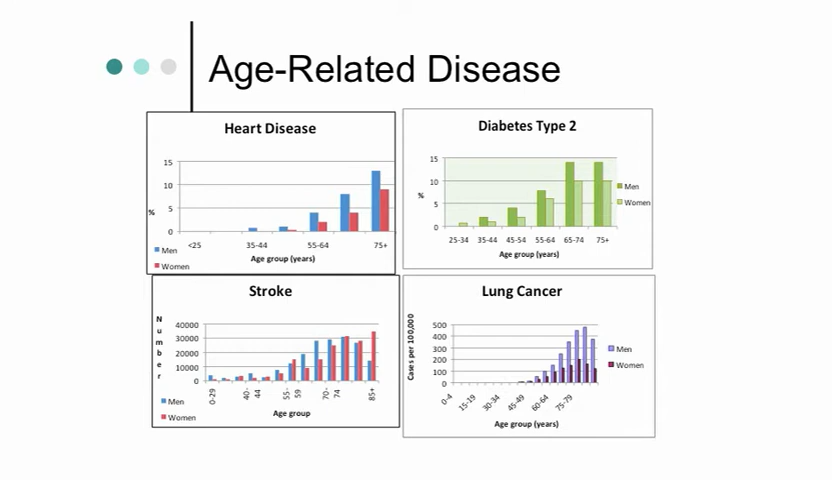 Age-Related Disease
Heart Disease
15
10
5
0
%
<25
35-44
55-64
75+
Age group (years)
Men
Women
Diabetes Type 2
15
10
5
0
%
25-34
35-44
45-54
55-64
65-74
75+
Age group (years)
Men
Women
Stroke
Number
40000
30000
20000
10000
0
0-29
40-44
55-59
70-74
85+
Age group
Men
Women
Lung Cancer
Cases per 100,000
500
400
300
200
100
0
0-4
15-19
30-34
45-49
60-64
75-79
Age group (years)
Men
Women